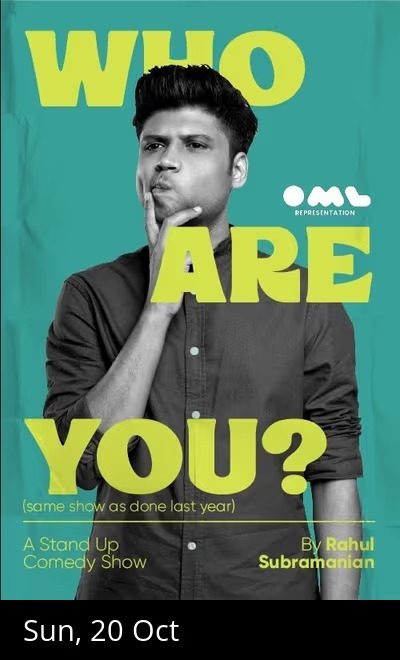 WHO
OML
REPRESENTATION
ARE
YOU?
(same show as done last year)
A Stand Up
Comedy Show
By Rahul
Subramanian
Sun, 20 Oct